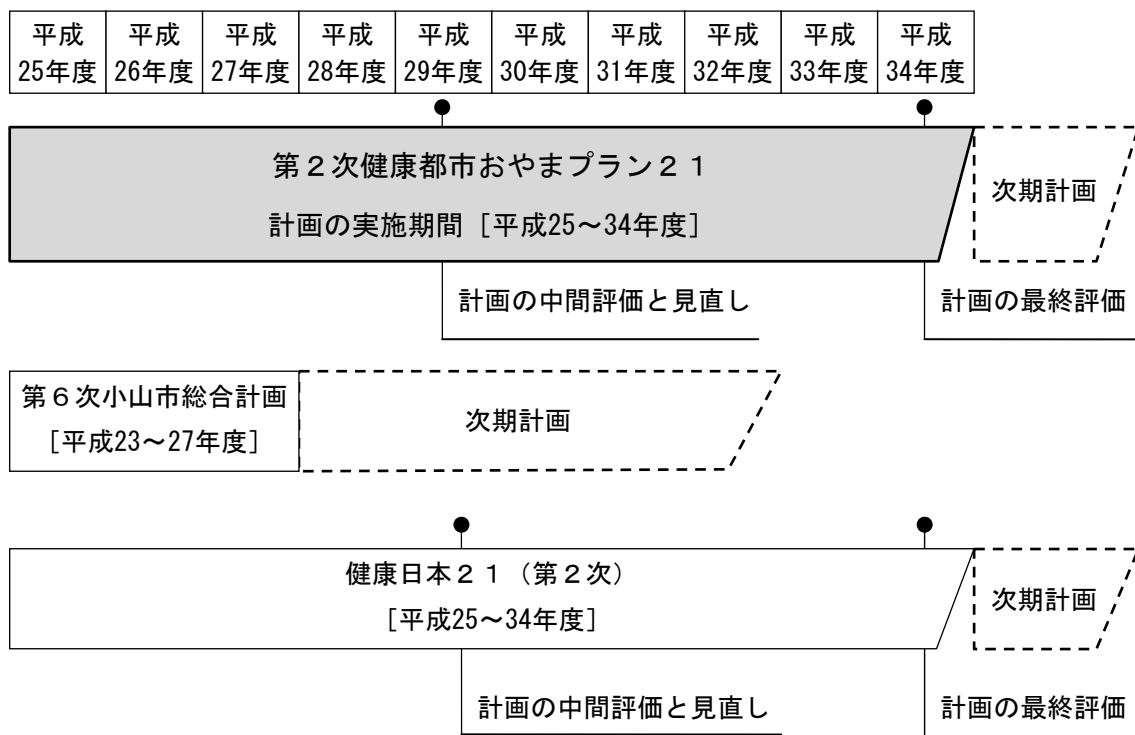 平成 平成 平成 平成 平成 平成 平成 平成 平成 平成
25年度 26年度 27年度 28年度 29年度 30年度 31年度 32年度 33年度 34年度
第２次健康都市おやまプラン２１
計画の実施期間［平成25～34年度］
次期計画
計画の中間評価と見直し
計画の最終評価
第６次小山市総合計画
［平成23～27年度］
次期計画
健康日本２１（第２次）
［平成25～34年度］
次期計画
計画の中間評価と見直し
計画の最終評価